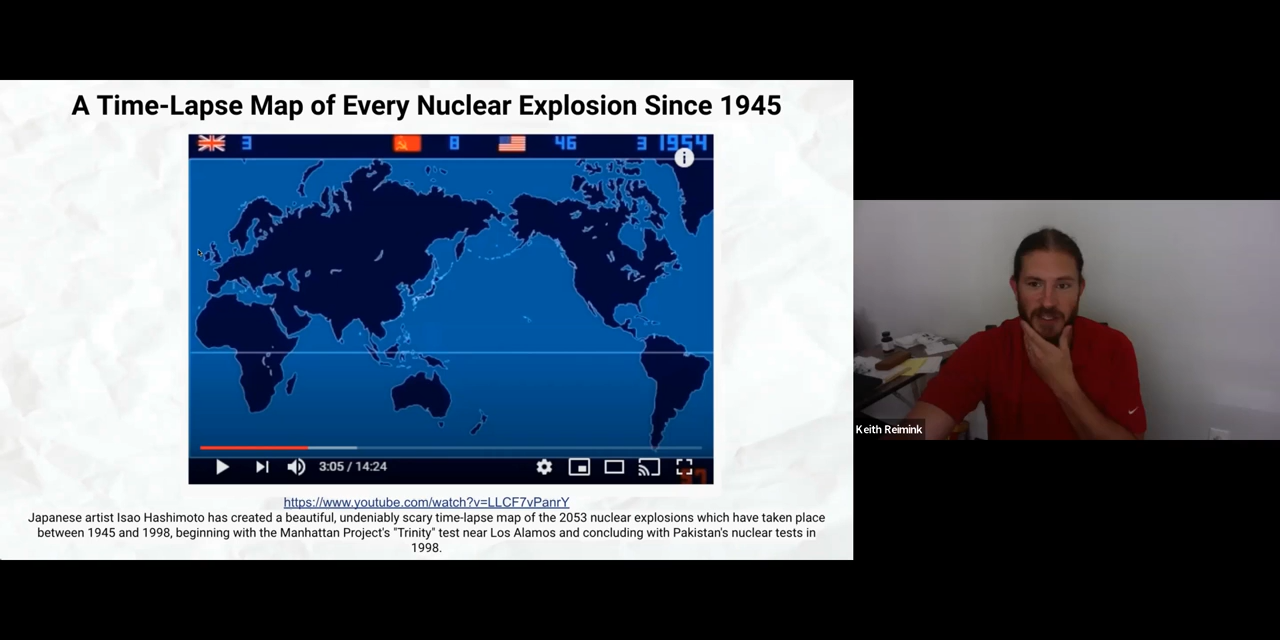 A Time-Lapse Map of Every Nuclear Explosion Since 1945
3 8 46 3 1954
i
3:05 / 14:24
https://www.youtube.com/watch?v=LLCF7vPanrY
Japanese artist Isao Hashimoto has created a beautiful, undeniably scary time-lapse map of the 2053 nuclear explosions which have taken place
between 1945 and 1998, beginning with the Manhattan Project's "Trinity" test near Los Alamos and concluding with Pakistan's nuclear tests in
1998.
Keith Reimink